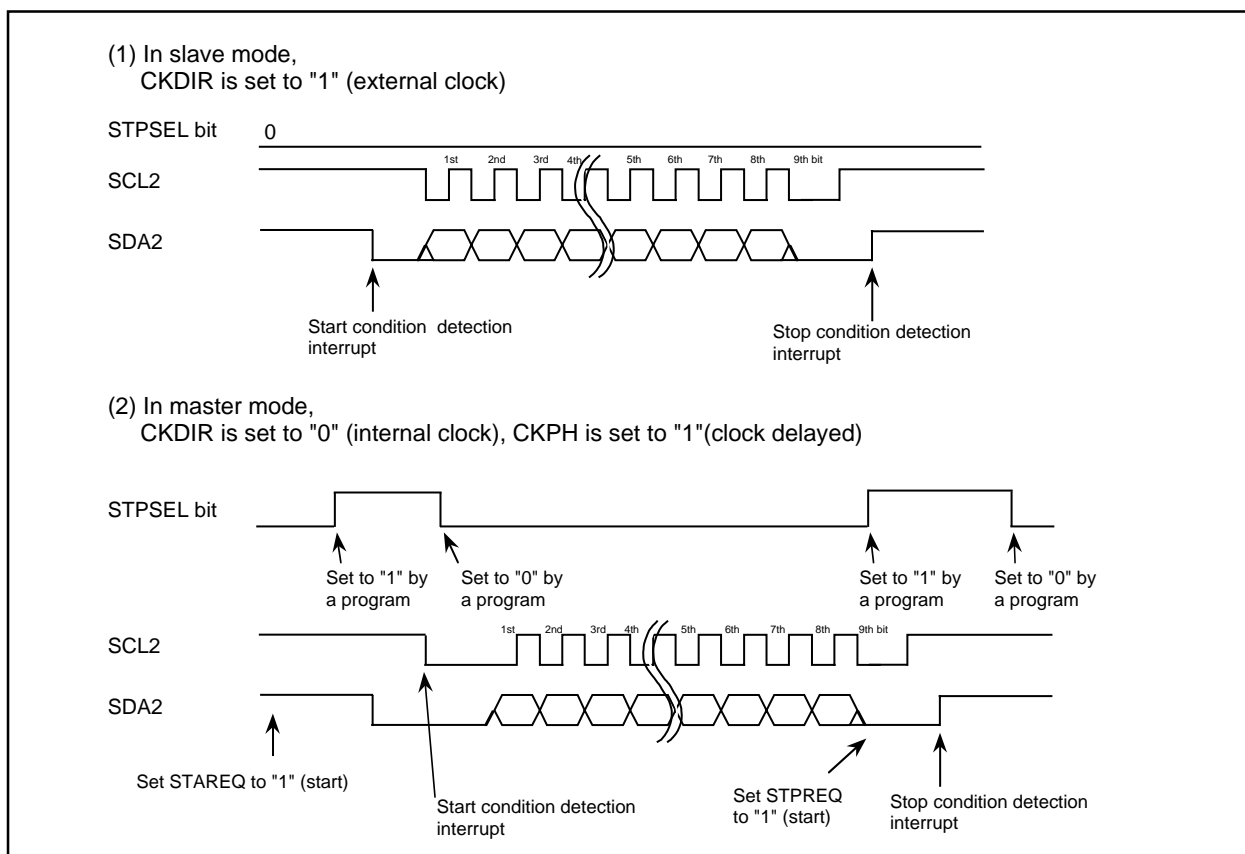 (1) In slave mode,
CKDIR is set to "1" (external clock)
STPSEL bit
0
1st 2nd 3rd 4th 5th 6th 7th 8th 9th bit
SCL2
SDA2
Start condition detection
interrupt
Stop condition detection
interrupt
(2) In master mode,
CKDIR is set to "0" (internal clock), CKPH is set to "1"(clock delayed)
STPSEL bit
Set to "1" by
a program
Set to "0" by
a program
Set to "1" by
a program
Set to "0" by
a program
1st 2nd 3rd 4th 5th 6th 7th 8th 9th bit
SCL2
SDA2
Set STAREQ to "1" (start)
Start condition detection
interrupt
Set STPREQ
to "1" (start)
Stop condition detection
interrupt